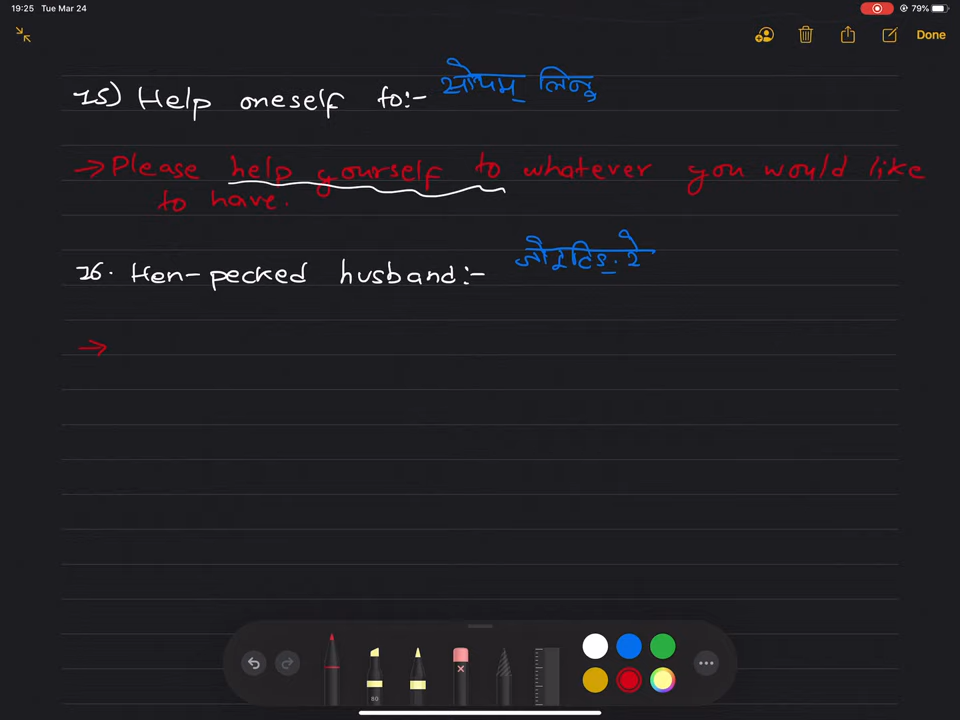 19:25 Tue Mar 24
79%
Done
15) Help oneself to:-
→ Please help yourself to whatever you would like
to have.
16. Hen-pecked husband:-
→
80